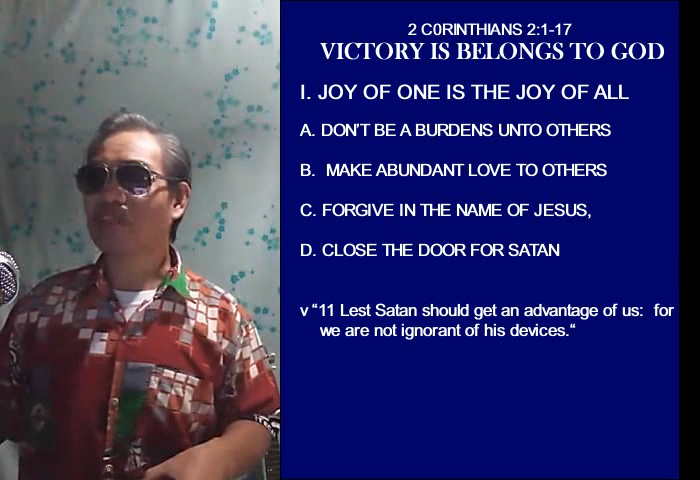 2 C0RINTHIANS 2:1-17
VICTORY IS BELONGS TO GOD
I. JOY OF ONE IS THE JOY OF ALL
A. DON'T BE A BURDENS UNTO OTHERS
B. MAKE ABUNDANT LOVE TO OTHERS
C. FORGIVE IN THE NAME OF JESUS,
D. CLOSE THE DOOR FOR SATAN
v “11 Lest Satan should get an advantage of us: for
we are not ignorant of his devices.“